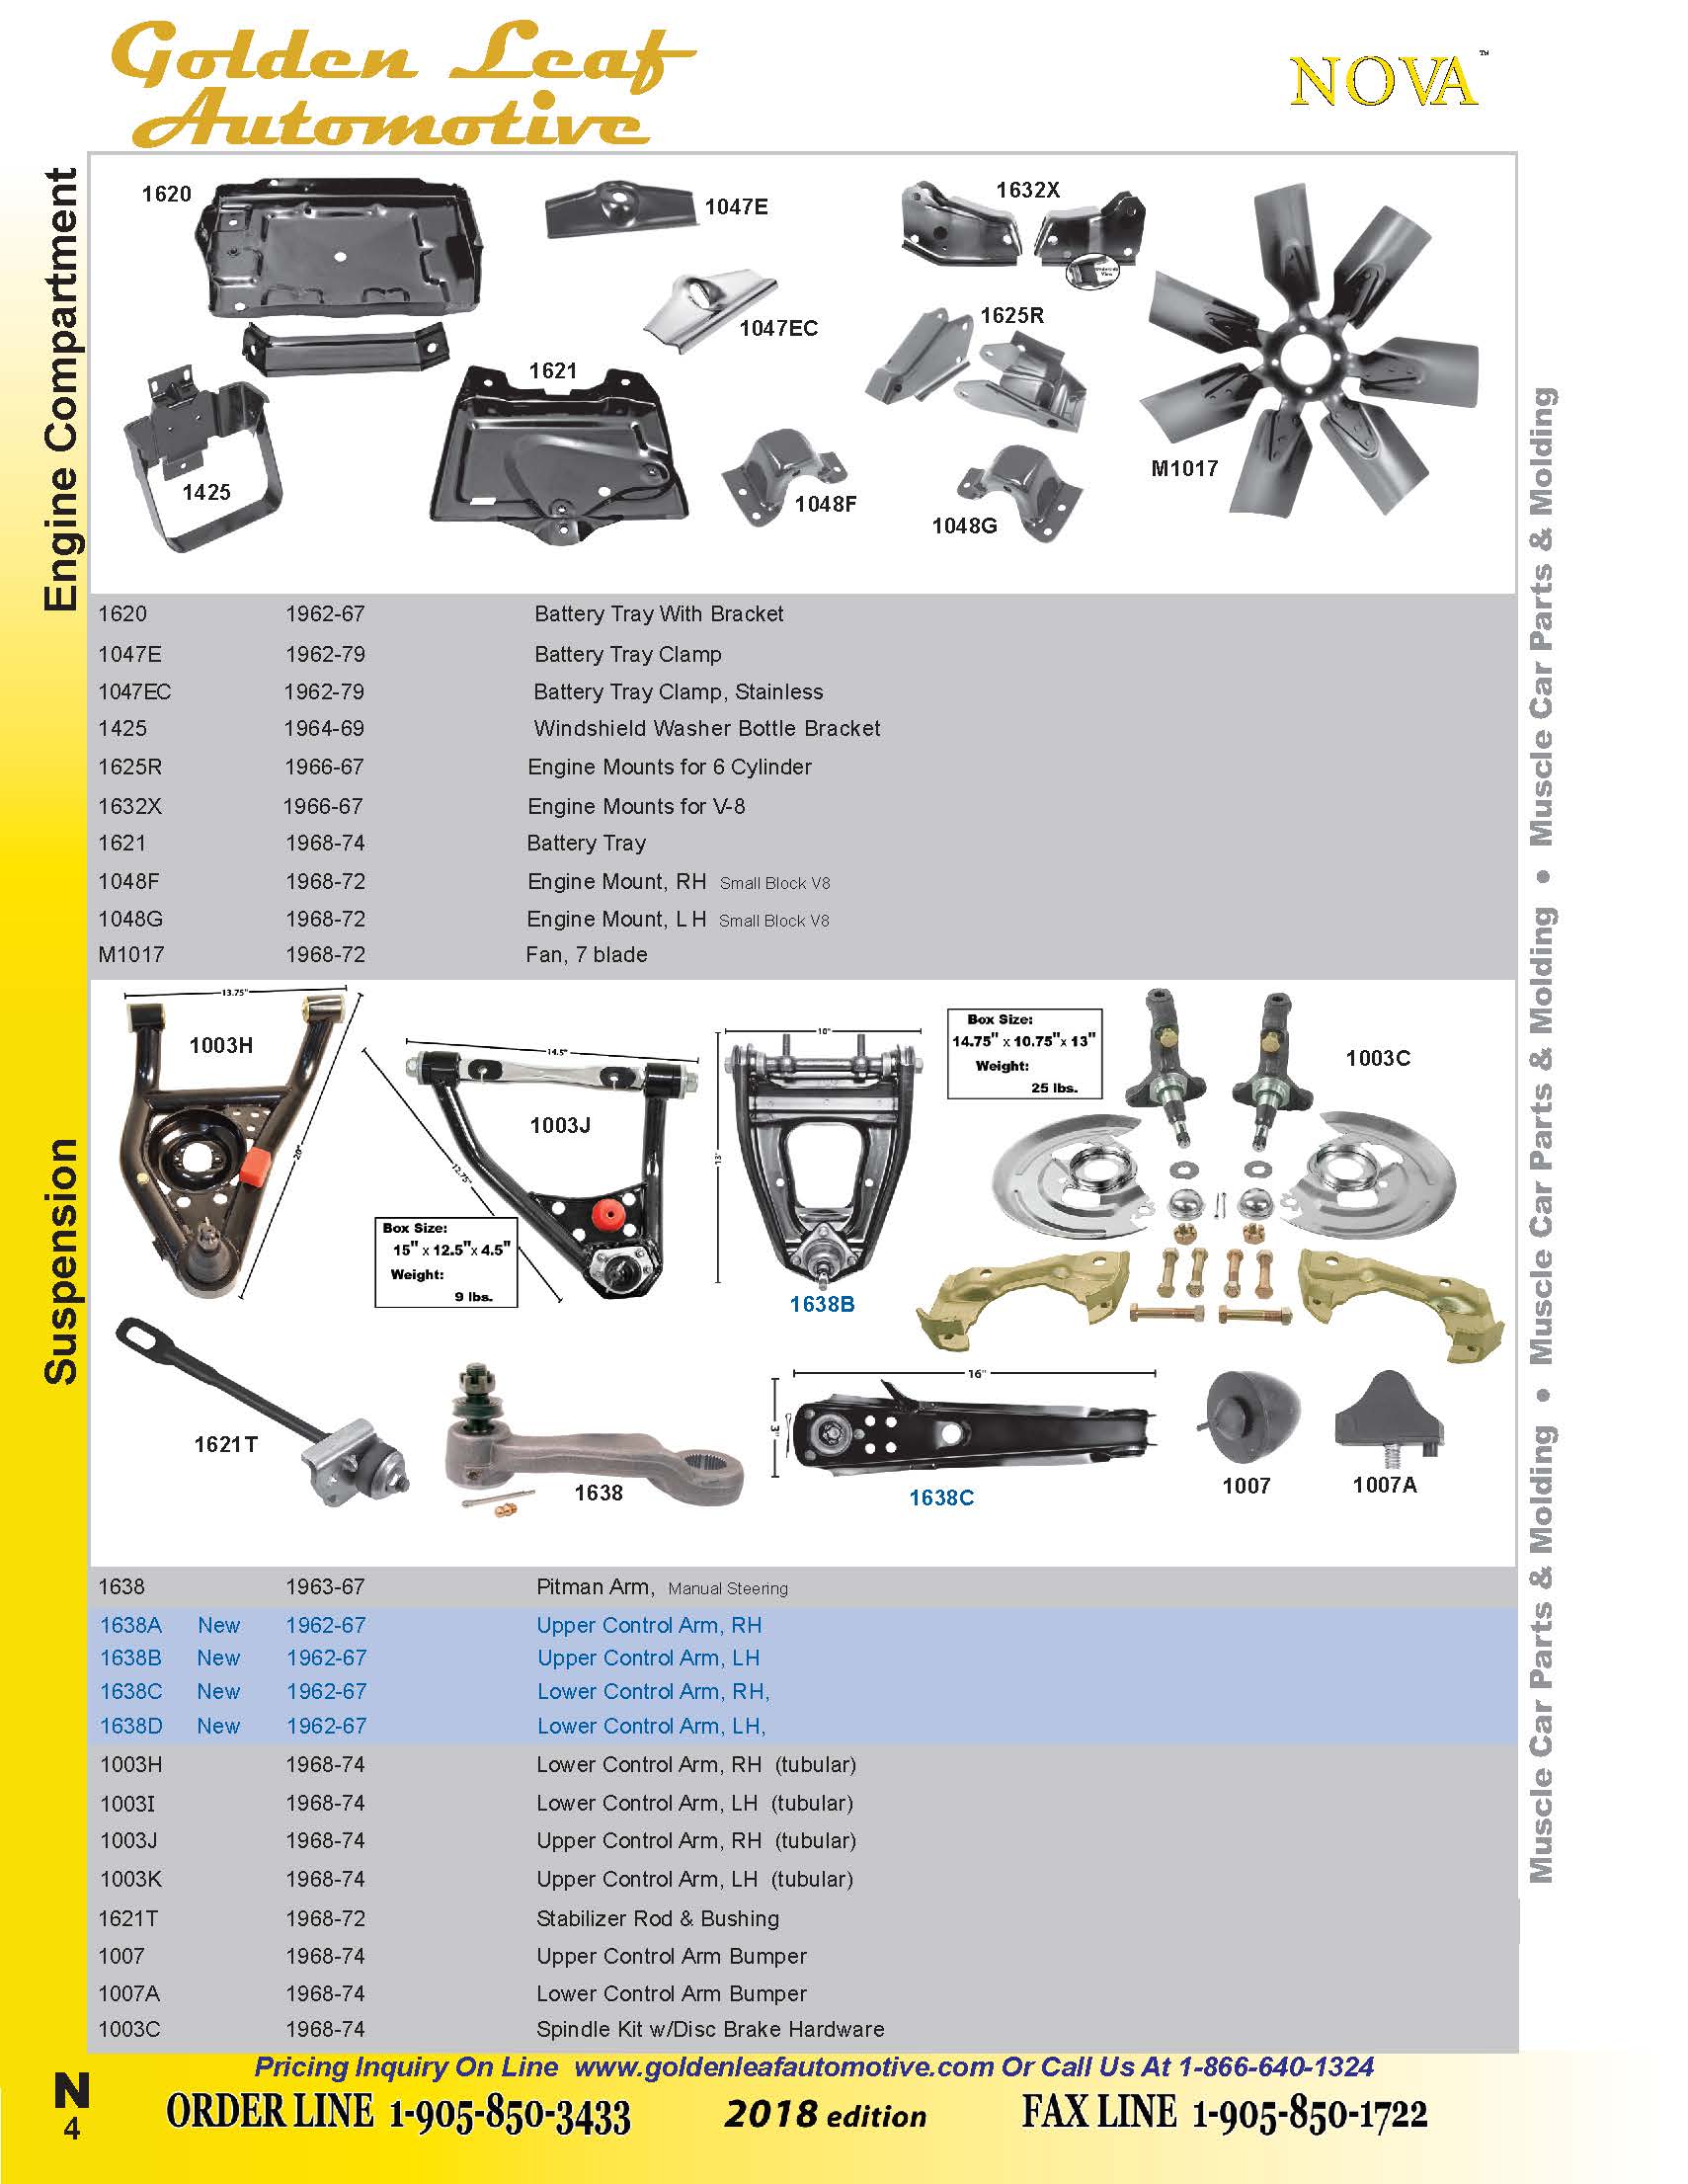 Golden Leaf
Automotive
NOVA™
Engine Compartment
1620
1047E
1632X
1047EC
1625R
1621
M1017
1425
1048F
1048G
1620 1962-67 Battery Tray With Bracket
1047E 1962-79 Battery Tray Clamp
1047EC 1962-79 Battery Tray Clamp, Stainless
1425 1964-69 Windshield Washer Bottle Bracket
1625R 1966-67 Engine Mounts for 6 Cylinder
1632X 1966-67 Engine Mounts for V-8
1621 1968-74 Battery Tray
1048F 1968-72 Engine Mount, RH Small Block V8
1048G 1968-72 Engine Mount, LH Small Block V8
M1017 1968-72 Fan, 7 blade
Suspension
13.75"
1003H
20"
14.5"
1003J
12.75"
Box Size:
15" x 12.5"x 4.5"
Weight:
9 lbs.
10"
13'
1638B
Box Size:
14.75" x 10.75"x 13"
Weight:
25 lbs.
1003C
1621T
1638
16"
3"
1638C
1007
1007A
1638 1963-67 Pitman Arm, Manual Steering
1638A New 1962-67 Upper Control Arm, RH
1638B New 1962-67 Upper Control Arm, LH
1638C New 1962-67 Lower Control Arm, RH,
1638D New 1962-67 Lower Control Arm, LH,
1003H 1968-74 Lower Control Arm, RH (tubular)
1003I 1968-74 Lower Control Arm, LH (tubular)
1003J 1968-74 Upper Control Arm, RH (tubular)
1003K 1968-74 Upper Control Arm, LH (tubular)
1621T 1968-72 Stabilizer Rod & Bushing
1007 1968-74 Upper Control Arm Bumper
1007A 1968-74 Lower Control Arm Bumper
1003C 1968-74 Spindle Kit w/Disc Brake Hardware
Muscle Car Parts & Molding • Muscle Car Parts & Molding • Muscle Car Parts & Molding
Pricing Inquiry On Line www.goldenleafautomotive.com Or Call Us At 1-866-640-1324
N
4
ORDER LINE 1-905-850-3433
2018 edition
FAX LINE 1-905-850-1722